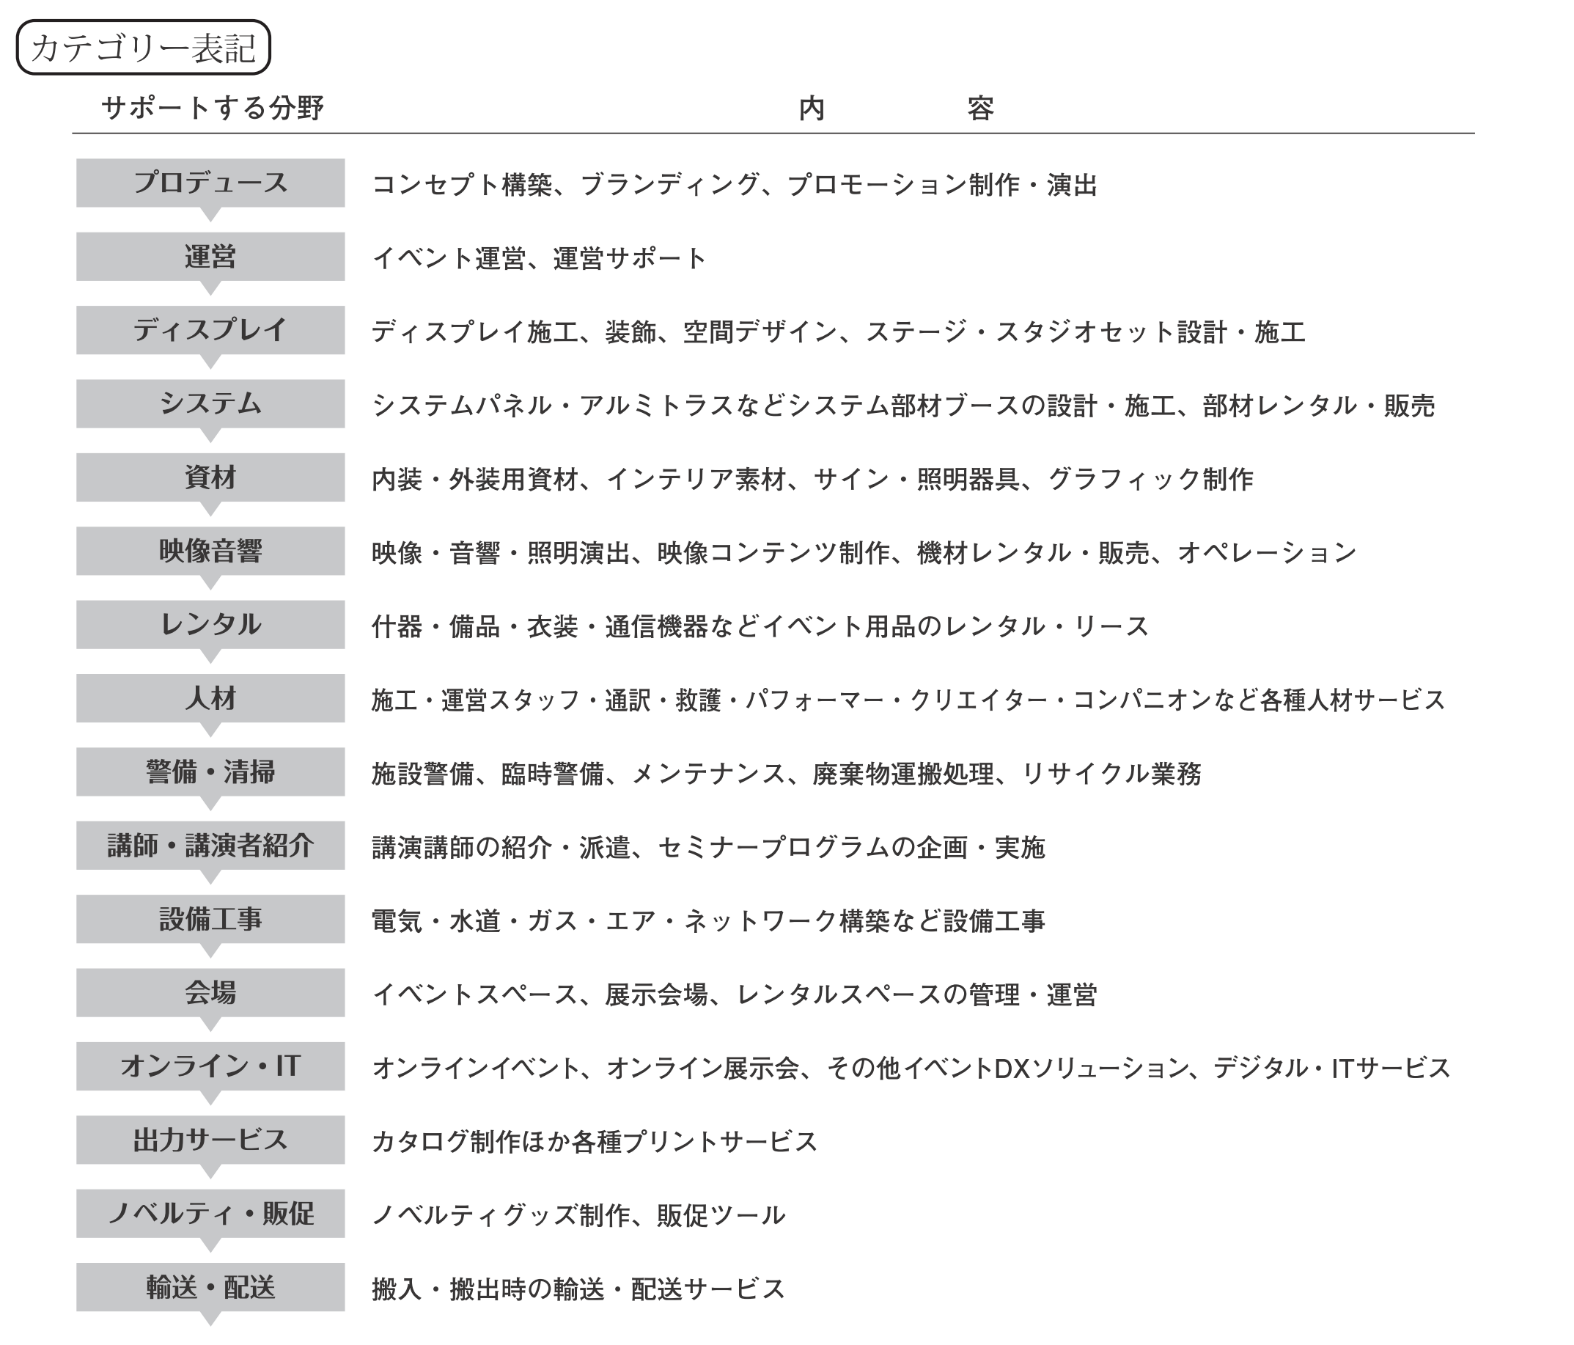 カテゴリー表記
サポートする分野 内 容
プロデュース コンセプト構築、ブランディング、プロモーション制作・演出
運営 イベント運営、運営サポート
ディスプレイ ディスプレイ施工、装飾、空間デザイン、ステージ・スタジオセット設計・施工
システム システムパネル・アルミトラスなどシステム部材ブースの設計・施工、部材レンタル・販売
資材 内装・外装用資材、インテリア素材、サイン・照明器具、グラフィック制作
映像音響 映像・音響・照明演出、映像コンテンツ制作、機材レンタル・販売、オペレーション
レンタル 什器・備品・衣装・通信機器などイベント用品のレンタル・リース
人材 施工・運営スタッフ・通訳・救護・パフォーマー・クリエイター・コンパニオンなど各種人材サービス
警備・清掃 施設警備、臨時警備、メンテナンス、廃棄物運搬処理、リサイクル業務
講師・講演者紹介 講演講師の紹介・派遣、セミナープログラムの企画・実施
設備工事 電気・水道・ガス・エア・ネットワーク構築など設備工事
会場 イベントスペース、展示会場、レンタルスペースの管理・運営
オンライン・IT オンラインイベント、オンライン展示会、その他イベントDXソリューション、デジタル・ITサービス
出力サービス カタログ制作ほか各種プリントサービス
ノベルティ・販促 ノベルティグッズ制作、販促ツール
輸送・配送 搬入・搬出時の輸送・配送サービス